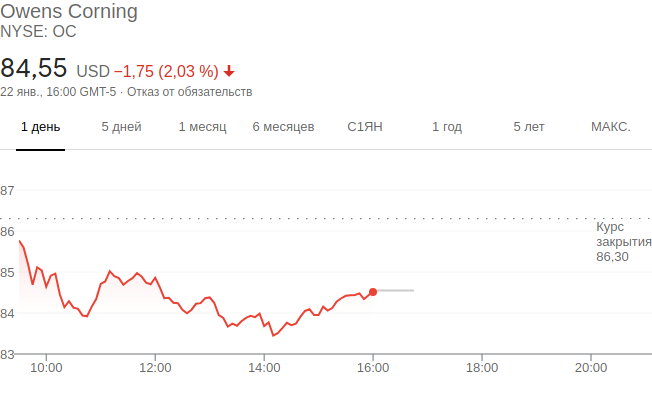 Owens Corning
NYSE: OC
84,55 USD −1,75 (2,03 %)
22 янв., 16:00 GMT-5 · Отказ от обязательств
1 день 5 дней 1 месяц 6 месяцев С1ЯН 1 год 5 лет МАКС.
87
86
85
84
83
Курс
закрытия
86,30
10:00 12:00 14:00 16:00 18:00 20:00